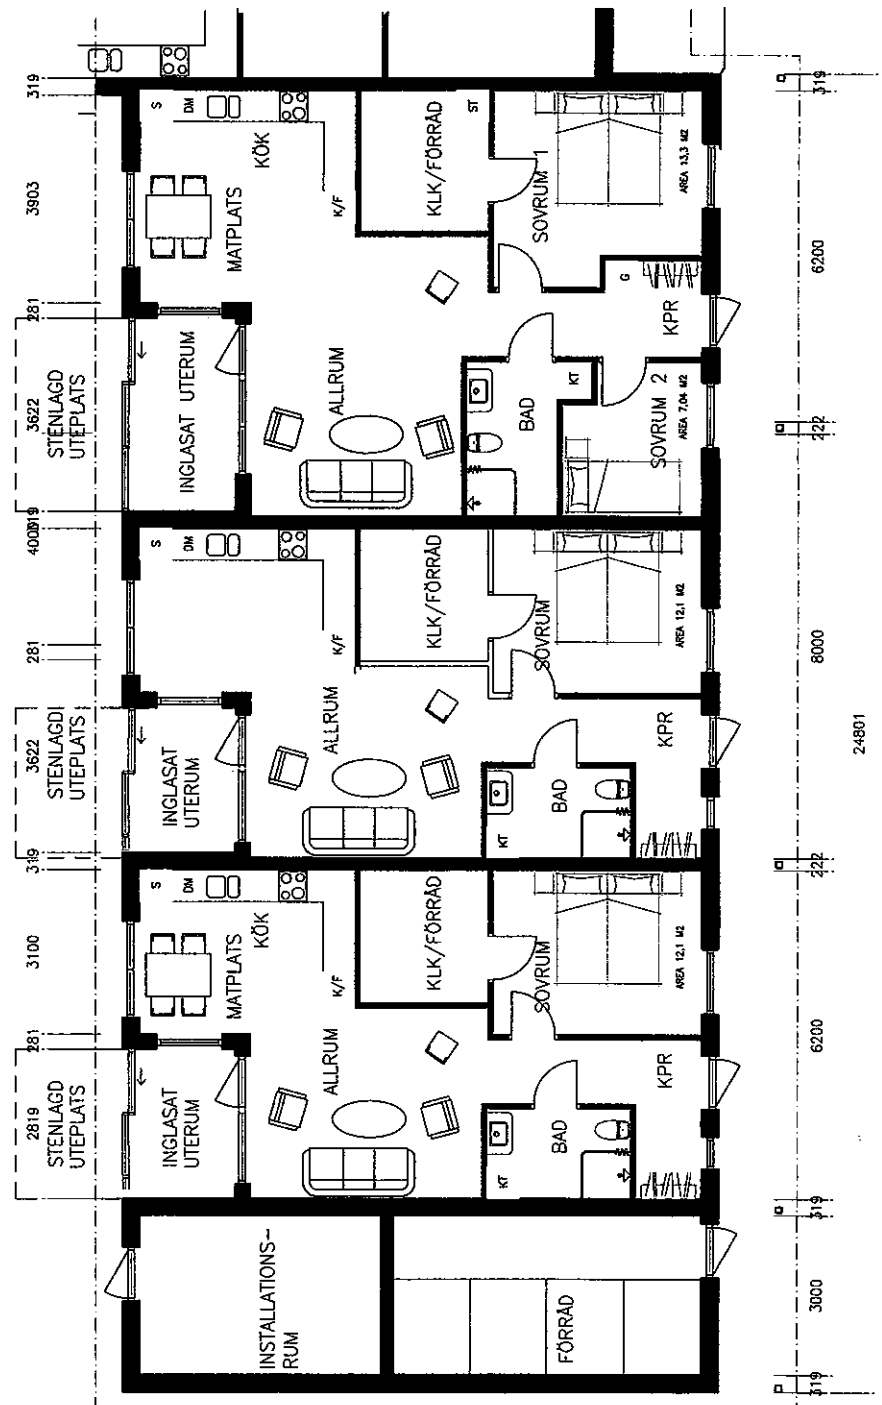 319
3903
281
3622
319
4000
281
3622
319
3100
281
2819
STENLAGD
UTEPLATS
STENLAGD
UTEPLATS
STENLAGD
UTEPLATS
S
DM
KÖK
MATPLATS
K/F
KLK/FÖRRÅD
ST
SOVRUM 1
AREA 13,3 M2
INGLASAT UTERUM
ALLRUM
BAD
KT
G
KPR
SOVRUM 2
AREA 7,04 M2
S
DM
K/F
KLK/FÖRRÅD
SOVRUM
AREA 12,1 M2
INGLASAT
UTERUM
ALLRUM
BAD
KT
KPR
S
DM
KÖK
MATPLATS
K/F
KLK/FÖRRÅD
SOVRUM
AREA 12,1 M2
INGLASAT
UTERUM
ALLRUM
BAD
KT
KPR
INSTALLATIONS-
RUM
FÖRRÅD
319
6200
222
8000
222
6200
319
3000
319
24801